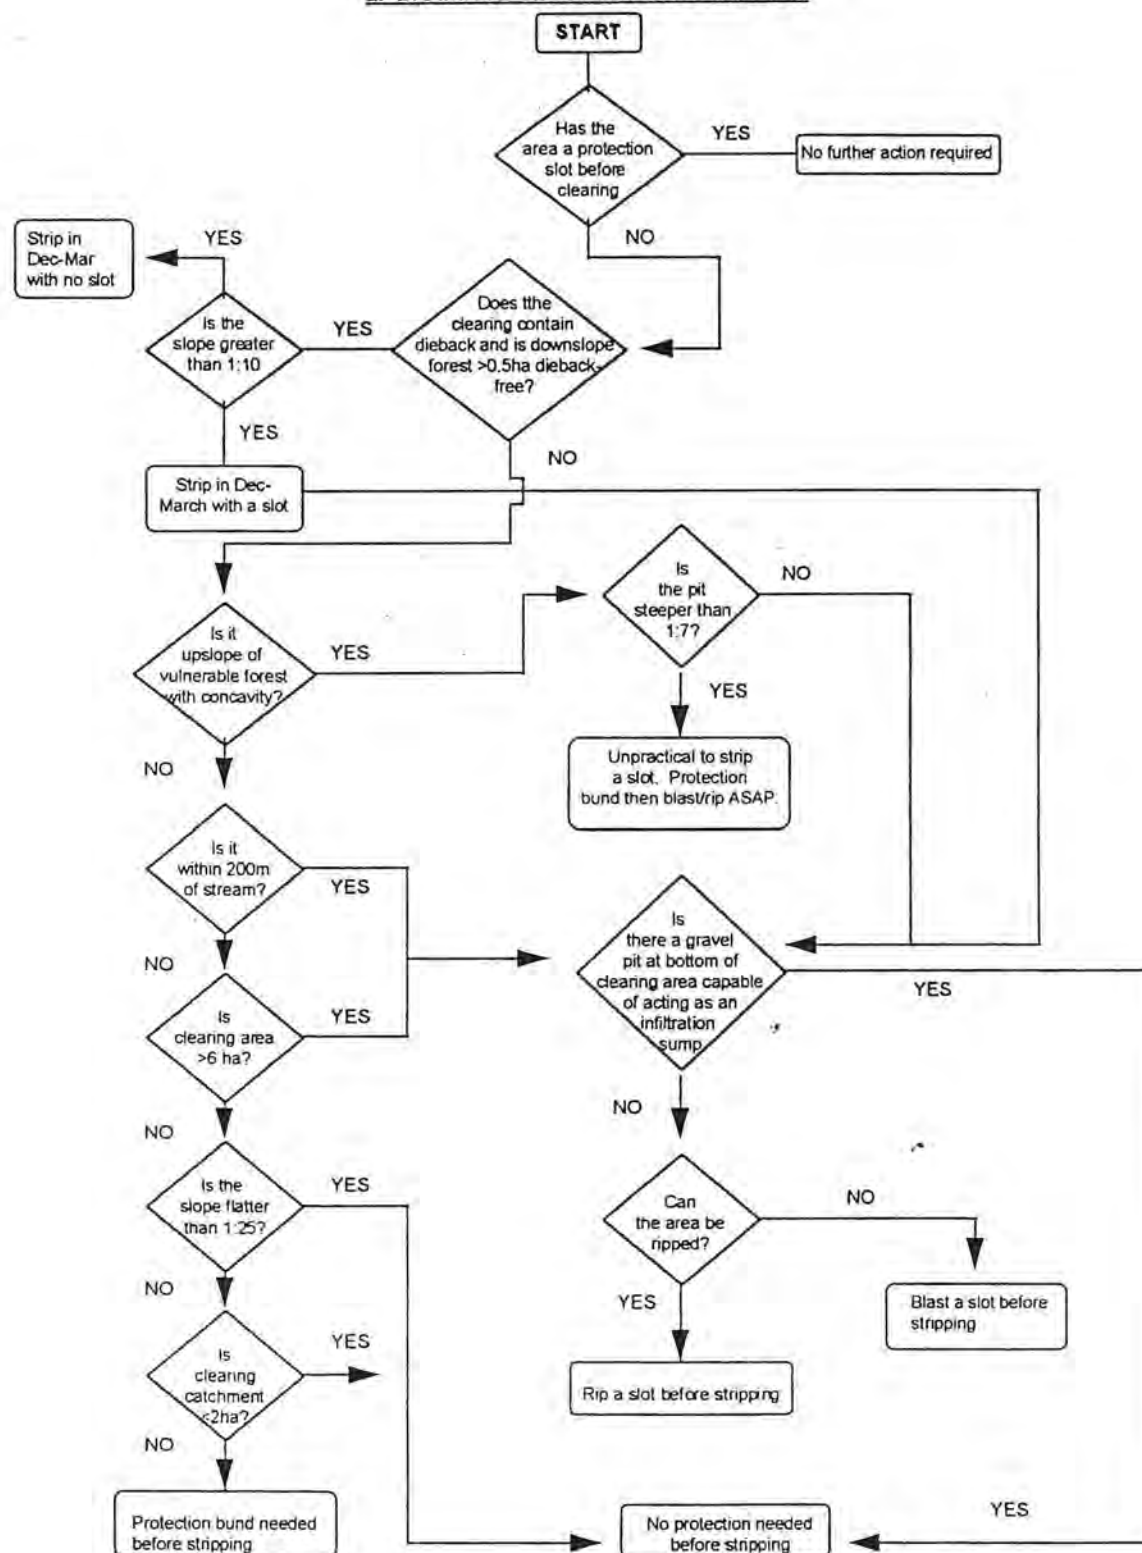 START
Has the
area a protection
slot before
clearing
YES
No further action required
NO
Strip in
Dec-Mar
with no slot
YES
Is the
slope greater
than 1:10
YES
Does tthe
clearing contain
dieback and is downslope
forest >0.5ha dieback-
free?
YES
NO
Strip in Dec-
March with a slot
Is
the pit
steeper than
1:7?
NO
YES
Is it
upslope of
vulnerable forest
with concavity?
YES
NO
Unpractical to strip
a slot. Protection
bund then blast/rip ASAP.
Is it
within 200m
of stream?
YES
NO
Is
there a gravel
pit at bottom of
clearing area capable
of acting as an
infiltration
sump
YES
NO
Is
clearing area
>6 ha?
YES
NO
Is the
slope flatter
than 1:25?
YES
NO
Can
the area be
ripped?
NO
YES
Blast a slot before
stripping
Rip a slot before stripping
Is
clearing
catchment
<2ha?
YES
NO
Protection bund needed
before stripping
No protection needed
before stripping
YES